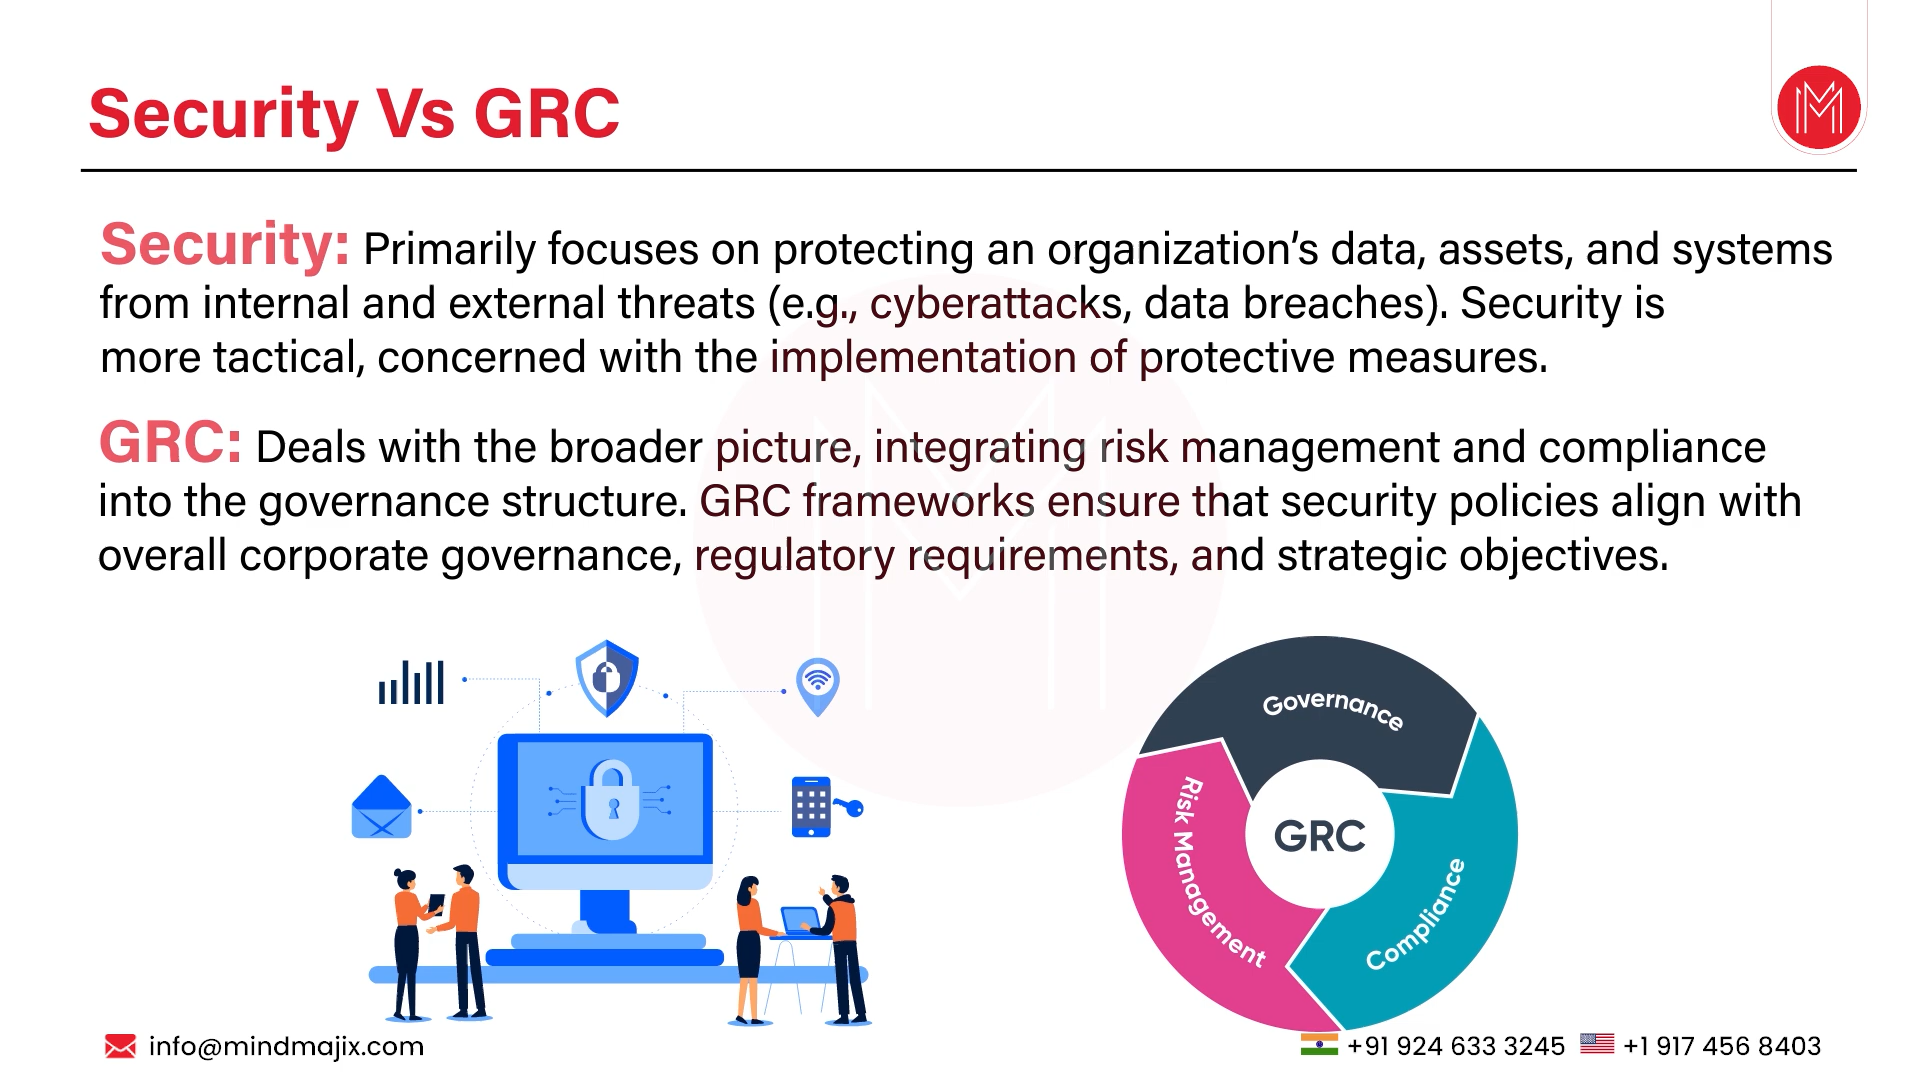 Security Vs GRC
Security: Primarily focuses on protecting an organization’s data, assets, and systems
from internal and external threats (e.g., cyberattacks, data breaches). Security is
more tactical, concerned with the implementation of protective measures.
GRC: Deals with the broader picture, integrating risk management and compliance
into the governance structure. GRC frameworks ensure that security policies align with
overall corporate governance, regulatory requirements, and strategic objectives.
Governance
Risk Management
GRC
Compliance
info@mindmajix.com
+91 924 633 3245
+1 917 456 8403